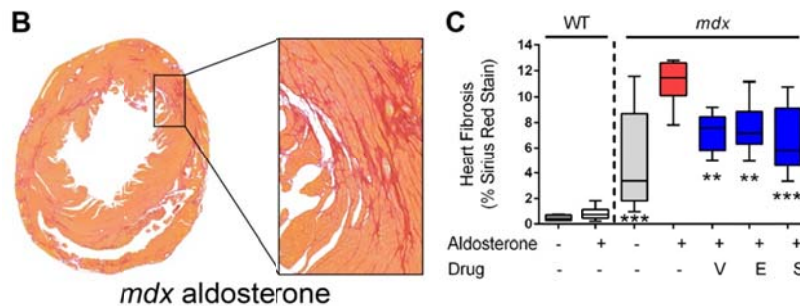 B
mdx aldosterone
C
WT mdx
Heart Fibrosis
(% Sirius Red Stain)
14
12
10
8
6
4
2
0
*** ** ** ***
Aldosterone - + - + + + +
Drug - - - - V E S